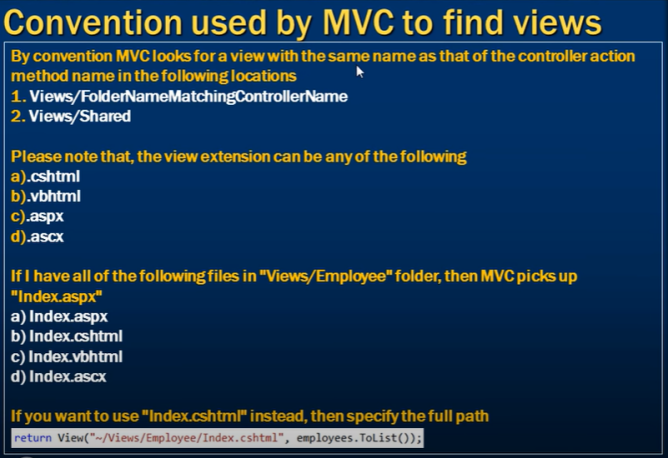 Convention used by MVC to find views
By convention MVC looks for a view with the same name as that of the controller action
method name in the following locations
1. Views/FolderNameMatchingControllerName
2. Views/Shared
Please note that, the view extension can be any of the following
a).cshtml
b).vbhtml
c).aspx
d).ascx
If I have all of the following files in "Views/Employee" folder, then MVC picks up
"Index.aspx"
a) Index.aspx
b) Index.cshtml
c) Index.vbhtml
d) Index.ascx
If you want to use "Index.cshtml" instead, then specify the full path
return View("~/Views/Employee/Index.cshtml", employees.ToList());